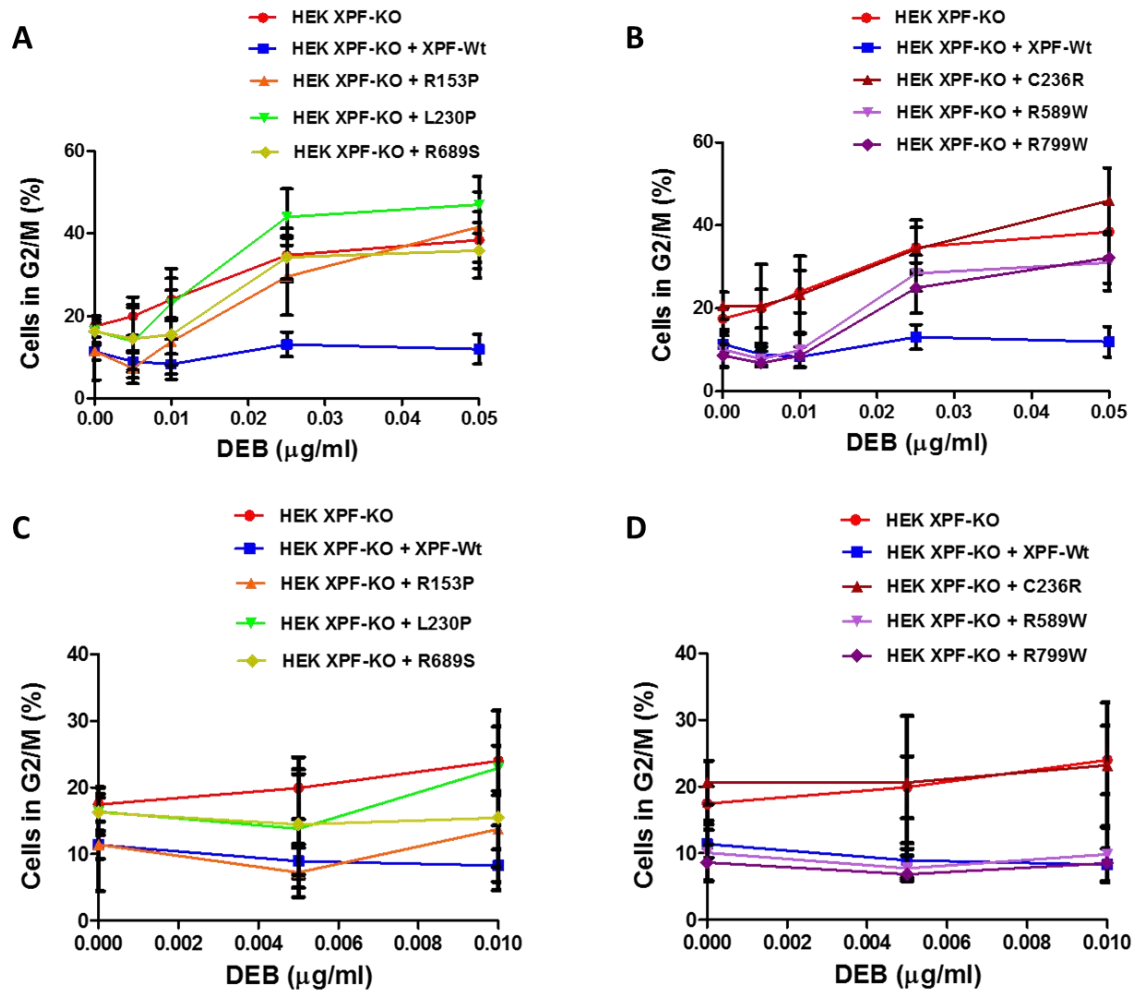 A
HEK XPF-KO
HEK XPF-KO + XPF-Wt
HEK XPF-KO + R153P
HEK XPF-KO + L230P
HEK XPF-KO + R689S
Cells in G2/M (%)
60
40
20
0
0.00 0.01 0.02 0.03 0.04 0.05
DEB (μg/ml)
B
HEK XPF-KO
HEK XPF-KO + XPF-Wt
HEK XPF-KO + C236R
HEK XPF-KO + R589W
HEK XPF-KO + R799W
Cells in G2/M (%)
60
40
20
0
0.00 0.01 0.02 0.03 0.04 0.05
DEB (μg/ml)
C
HEK XPF-KO
HEK XPF-KO + XPF-Wt
HEK XPF-KO + R153P
HEK XPF-KO + L230P
HEK XPF-KO + R689S
Cells in G2/M (%)
40
30
20
10
0
0.000 0.002 0.004 0.006 0.008 0.010
DEB (μg/ml)
D
HEK XPF-KO
HEK XPF-KO + XPF-Wt
HEK XPF-KO + C236R
HEK XPF-KO + R589W
HEK XPF-KO + R799W
Cells in G2/M (%)
40
30
20
10
0
0.000 0.002 0.004 0.006 0.008 0.010
DEB (μg/ml)